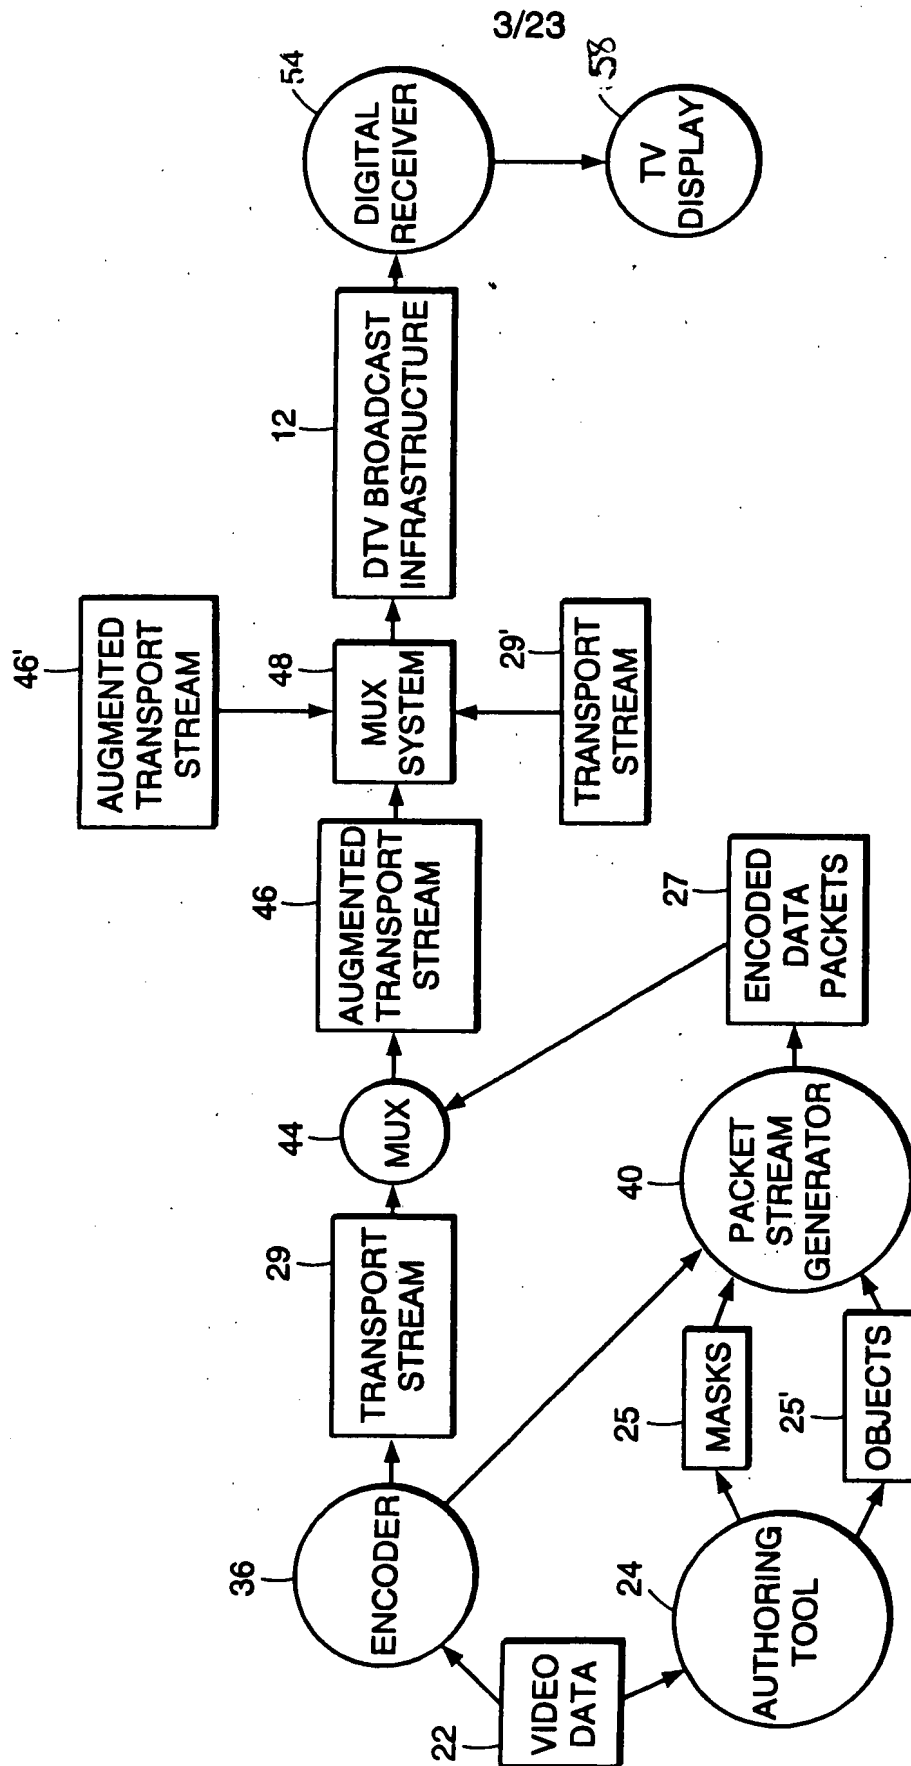 3/23
22
VIDEO
DATA
36
ENCODER
24
AUTHORING
TOOL
29
TRANSPORT
STREAM
25
MASKS
25'
OBJECTS
44
MUX
40
PACKET
STREAM
GENERATOR
46
AUGMENTED
TRANSPORT
STREAM
27
ENCODED
DATA
PACKETS
46'
AUGMENTED
TRANSPORT
STREAM
48
MUX
SYSTEM
29'
TRANSPORT
STREAM
12
DTV BROADCAST
INFRASTRUCTURE
54
DIGITAL
RECEIVER
58
TV
DISPLAY